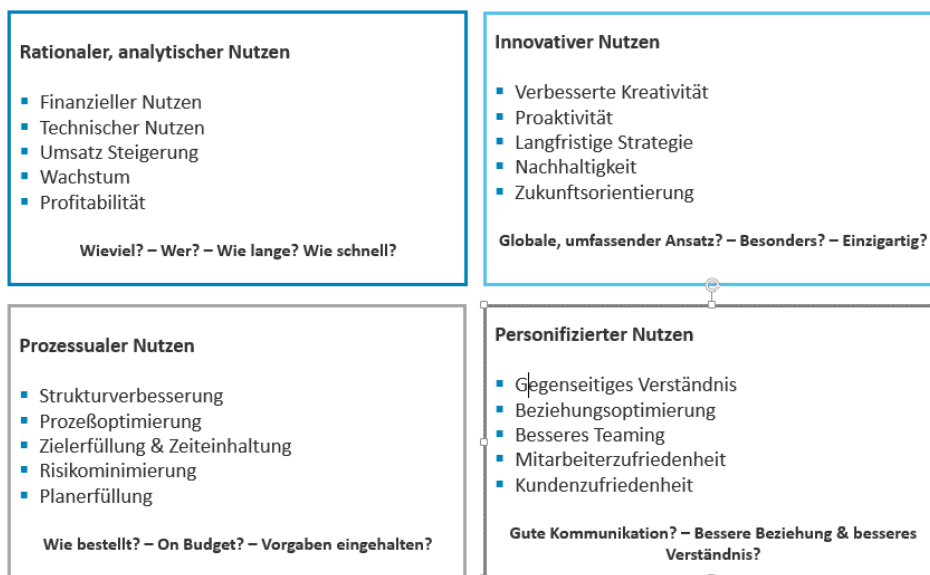 Rationaler, analytischer Nutzen
Finanzieller Nutzen
Technischer Nutzen
Umsatz Steigerung
Wachstum
Profitabilität
Wieviel? – Wer? – Wie lange? Wie schnell?
Innovativer Nutzen
Verbesserte Kreativität
Proaktivität
Langfristige Strategie
Nachhaltigkeit
Zukunftsorientierung
Globale, umfassender Ansatz? – Besonders? – Einzigartig?
Prozessualer Nutzen
Strukturverbesserung
Prozeßoptimierung
Zielerfüllung & Zeiteinhaltung
Risikominimierung
Planerfüllung
Wie bestellt? – On Budget? – Vorgaben eingehalten?
Personifizierter Nutzen
Gegenseitiges Verständnis
Beziehungsoptimierung
Besseres Teaming
Mitarbeiterzufriedenheit
Kundenzufriedenheit
Gute Kommunikation? – Bessere Beziehung & besseres
Verständnis?